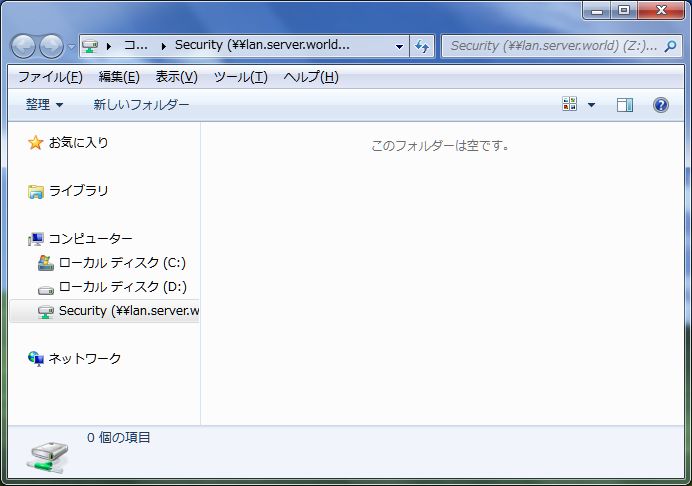 コ... Security (¥¥lan.server.world... Security (¥¥lan.server.world) (Z:)...
ファイル(F) 編集(E) 表示(V) ツール(T) ヘルプ(H)
整理 新しいフォルダー
お気に入り
このフォルダーは空です。
ライブラリ
コンピューター
ローカル ディスク (C:)
ローカル ディスク (D:)
Security (¥¥lan.server.w
ネットワーク
0 個の項目